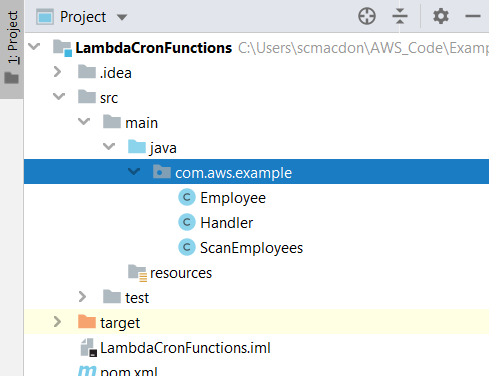 1: Project
Project
LambdaCronFunctions C:\Users\scmacdon\AWS_Code\Exam
.idea
src
main
java
com.aws.example
C Employee
C Handler
C ScanEmployees
resources
test
target
LambdaCronFunctions.iml
pom.xml